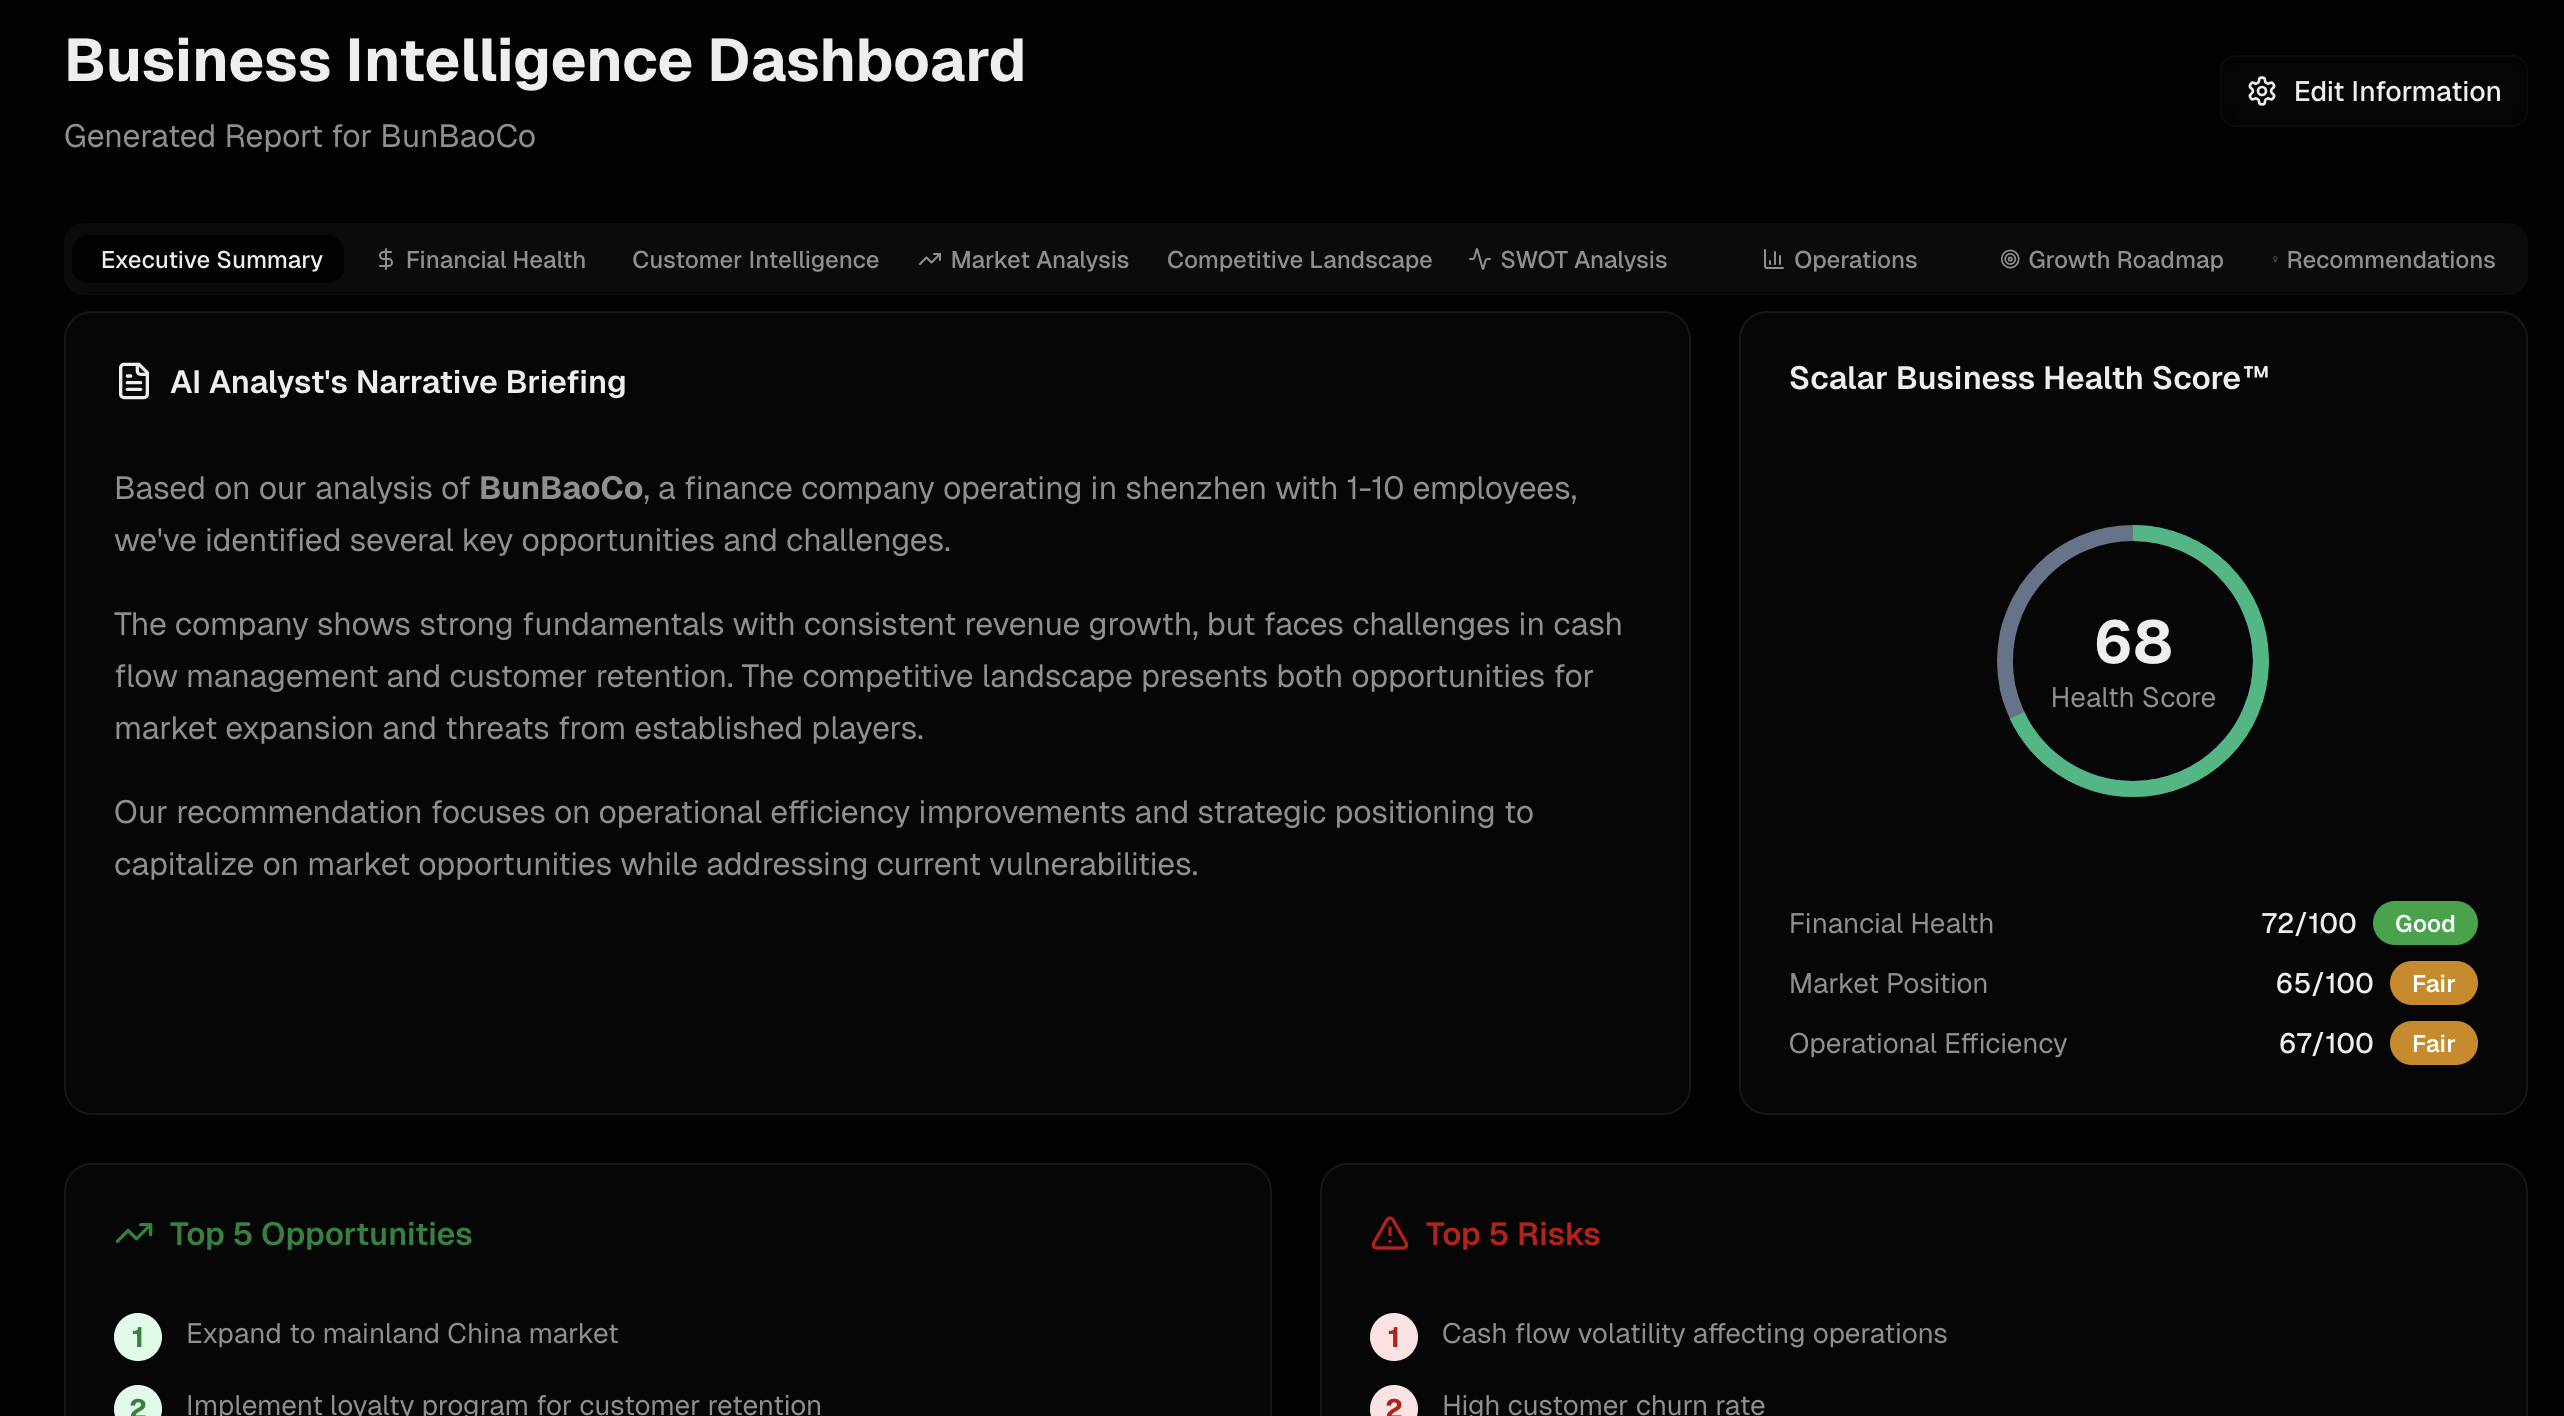 Business Intelligence Dashboard
Generated Report for BunBaoCo
Edit Information
Executive Summary
Financial Health
Customer Intelligence
Market Analysis
Competitive Landscape
SWOT Analysis
Operations
Growth Roadmap
Recommendations
AI Analyst's Narrative Briefing
Based on our analysis of BunBaoCo, a finance company operating in shenzhen with 1-10 employees,
we've identified several key opportunities and challenges.
The company shows strong fundamentals with consistent revenue growth, but faces challenges in cash
flow management and customer retention. The competitive landscape presents both opportunities for
market expansion and threats from established players.
Our recommendation focuses on operational efficiency improvements and strategic positioning to
capitalize on market opportunities while addressing current vulnerabilities.
Scalar Business Health Score™
68
Health Score
Financial Health 72/100 Good
Market Position 65/100 Fair
Operational Efficiency 67/100 Fair
Top 5 Opportunities
1 Expand to mainland China market
2 Implement loyalty program for customer retention
Top 5 Risks
1 Cash flow volatility affecting operations
2 High customer churn rate